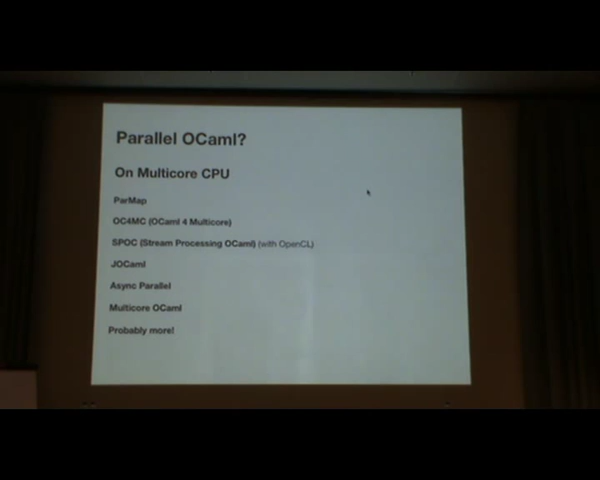 Parallel OCaml?
On Multicore CPU
ParMap
OC4MC (OCaml 4 Multicore)
SPOC (Stream Processing OCaml) (with OpenCL)
JOCaml
Async Parallel
Multicore OCaml
Probably more!